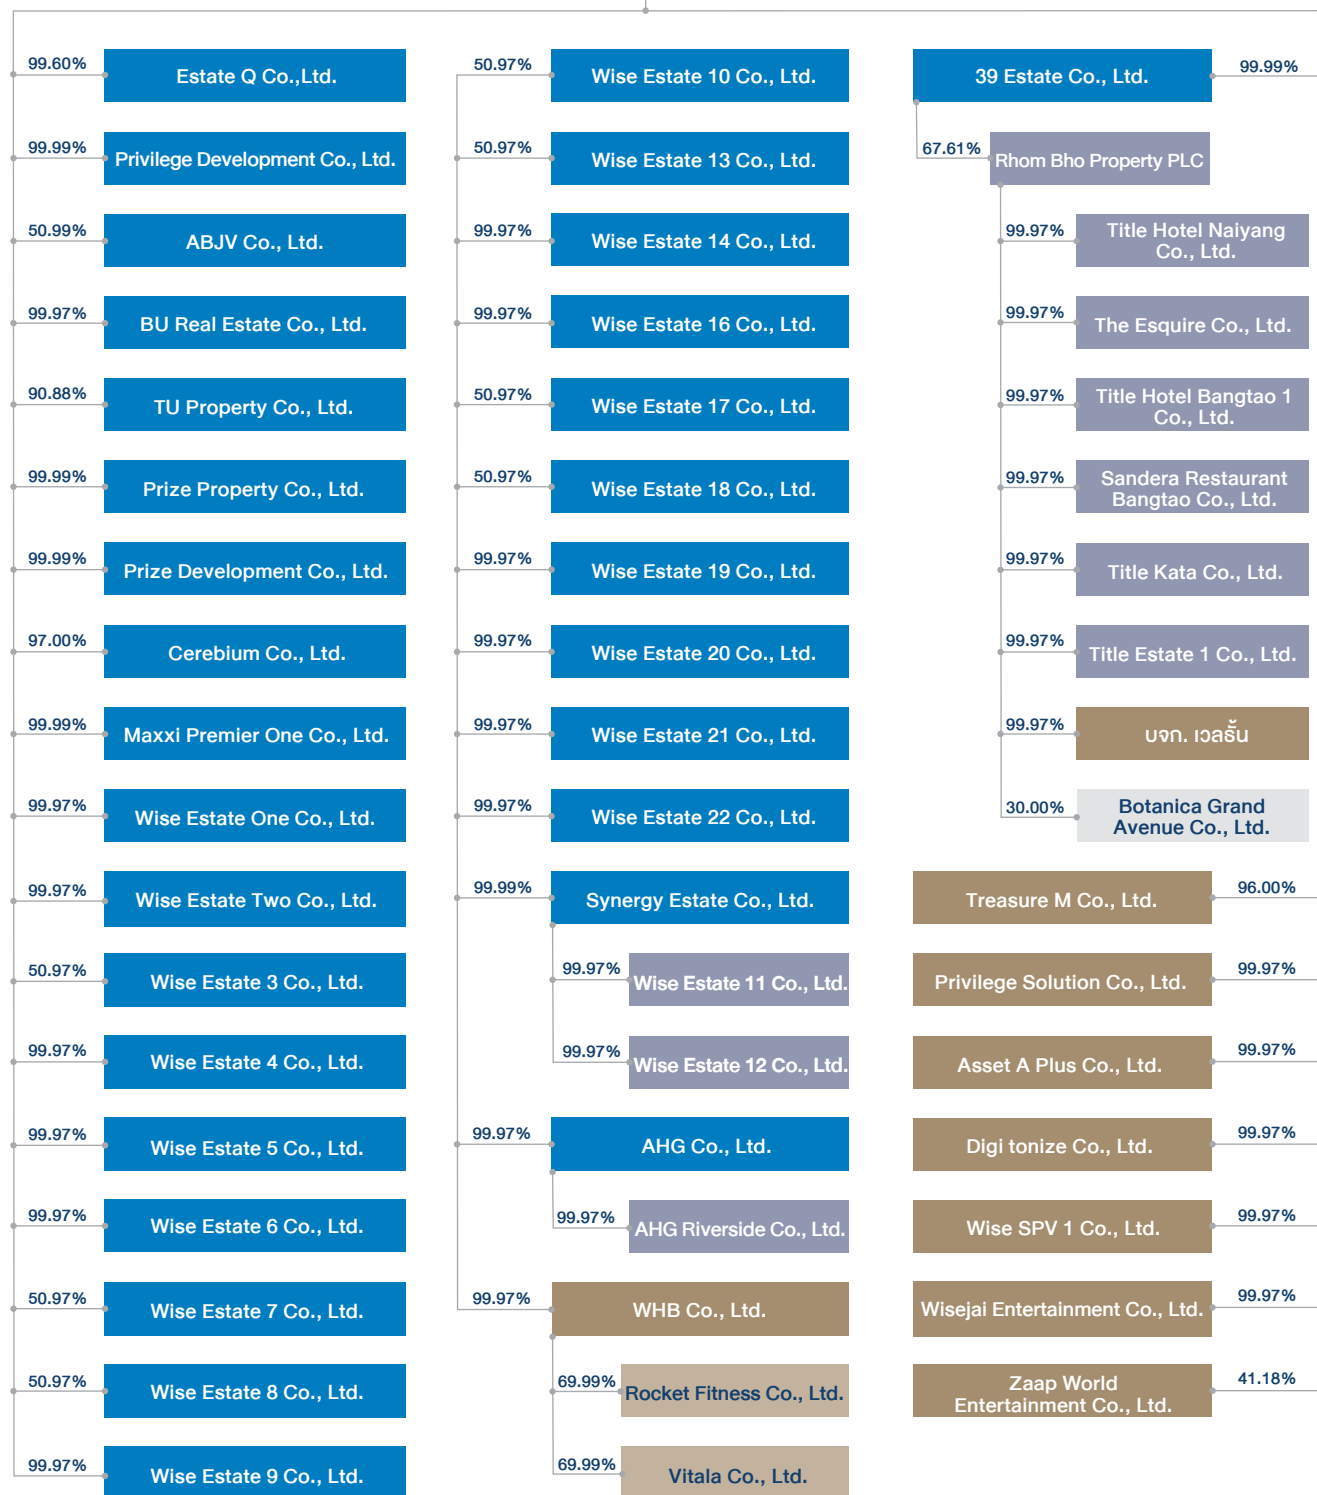 99.60%
Estate Q Co.,Ltd.
99.99%
Privilege Development Co., Ltd.
50.99%
ABJV Co., Ltd.
99.97%
BU Real Estate Co., Ltd.
90.88%
TU Property Co., Ltd.
99.99%
Prize Property Co., Ltd.
99.99%
Prize Development Co., Ltd.
97.00%
Cerebium Co., Ltd.
99.99%
Maxxi Premier One Co., Ltd.
99.97%
Wise Estate One Co., Ltd.
99.97%
Wise Estate Two Co., Ltd.
50.97%
Wise Estate 3 Co., Ltd.
99.97%
Wise Estate 4 Co., Ltd.
99.97%
Wise Estate 5 Co., Ltd.
99.97%
Wise Estate 6 Co., Ltd.
50.97%
Wise Estate 7 Co., Ltd.
50.97%
Wise Estate 8 Co., Ltd.
99.97%
Wise Estate 9 Co., Ltd.
50.97%
Wise Estate 10 Co., Ltd.
50.97%
Wise Estate 13 Co., Ltd.
99.97%
Wise Estate 14 Co., Ltd.
99.97%
Wise Estate 16 Co., Ltd.
50.97%
Wise Estate 17 Co., Ltd.
50.97%
Wise Estate 18 Co., Ltd.
99.97%
Wise Estate 19 Co., Ltd.
99.97%
Wise Estate 20 Co., Ltd.
99.97%
Wise Estate 21 Co., Ltd.
99.97%
Wise Estate 22 Co., Ltd.
99.99%
Synergy Estate Co., Ltd.
99.97%
Wise Estate 11 Co., Ltd.
99.97%
Wise Estate 12 Co., Ltd.
99.97%
AHG Co., Ltd.
99.97%
AHG Riverside Co., Ltd.
99.97%
WHB Co., Ltd.
69.99%
Rocket Fitness Co., Ltd.
69.99%
Vitala Co., Ltd.
39 Estate Co., Ltd.
99.99%
67.61%
Rhom Bho Property PLC
99.97%
Title Hotel Naiyang
Co., Ltd.
99.97%
The Esquire Co., Ltd.
99.97%
Title Hotel Bangtao 1
Co., Ltd.
99.97%
Sandera Restaurant
Bangtao Co., Ltd.
99.97%
Title Kata Co., Ltd.
99.97%
Title Estate 1 Co., Ltd.
99.97%
บจก. เวลธั้น
30.00%
Botanica Grand
Avenue Co., Ltd.
Treasure M Co., Ltd.
96.00%
Privilege Solution Co., Ltd.
99.97%
Asset A Plus Co., Ltd.
99.97%
Digi tonize Co., Ltd.
99.97%
Wise SPV 1 Co., Ltd.
99.97%
Wisejai Entertainment Co., Ltd.
99.97%
Zaap World
Entertainment Co., Ltd.
41.18%